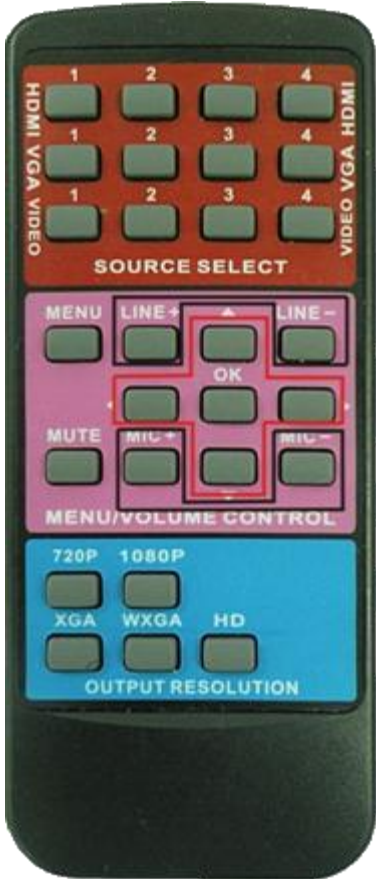 1 2 3 4
HDMI HDMI
1 2 3 4
VGA VGA
1 2 3 4
VIDEO VIDEO
SOURCE SELECT
MENU LINE+ LINE-
OK
MUTE MIC+ MIC-
MENU/VOLUME CONTROL
720P 1080P
XGA WXGA HD
OUTPUT RESOLUTION